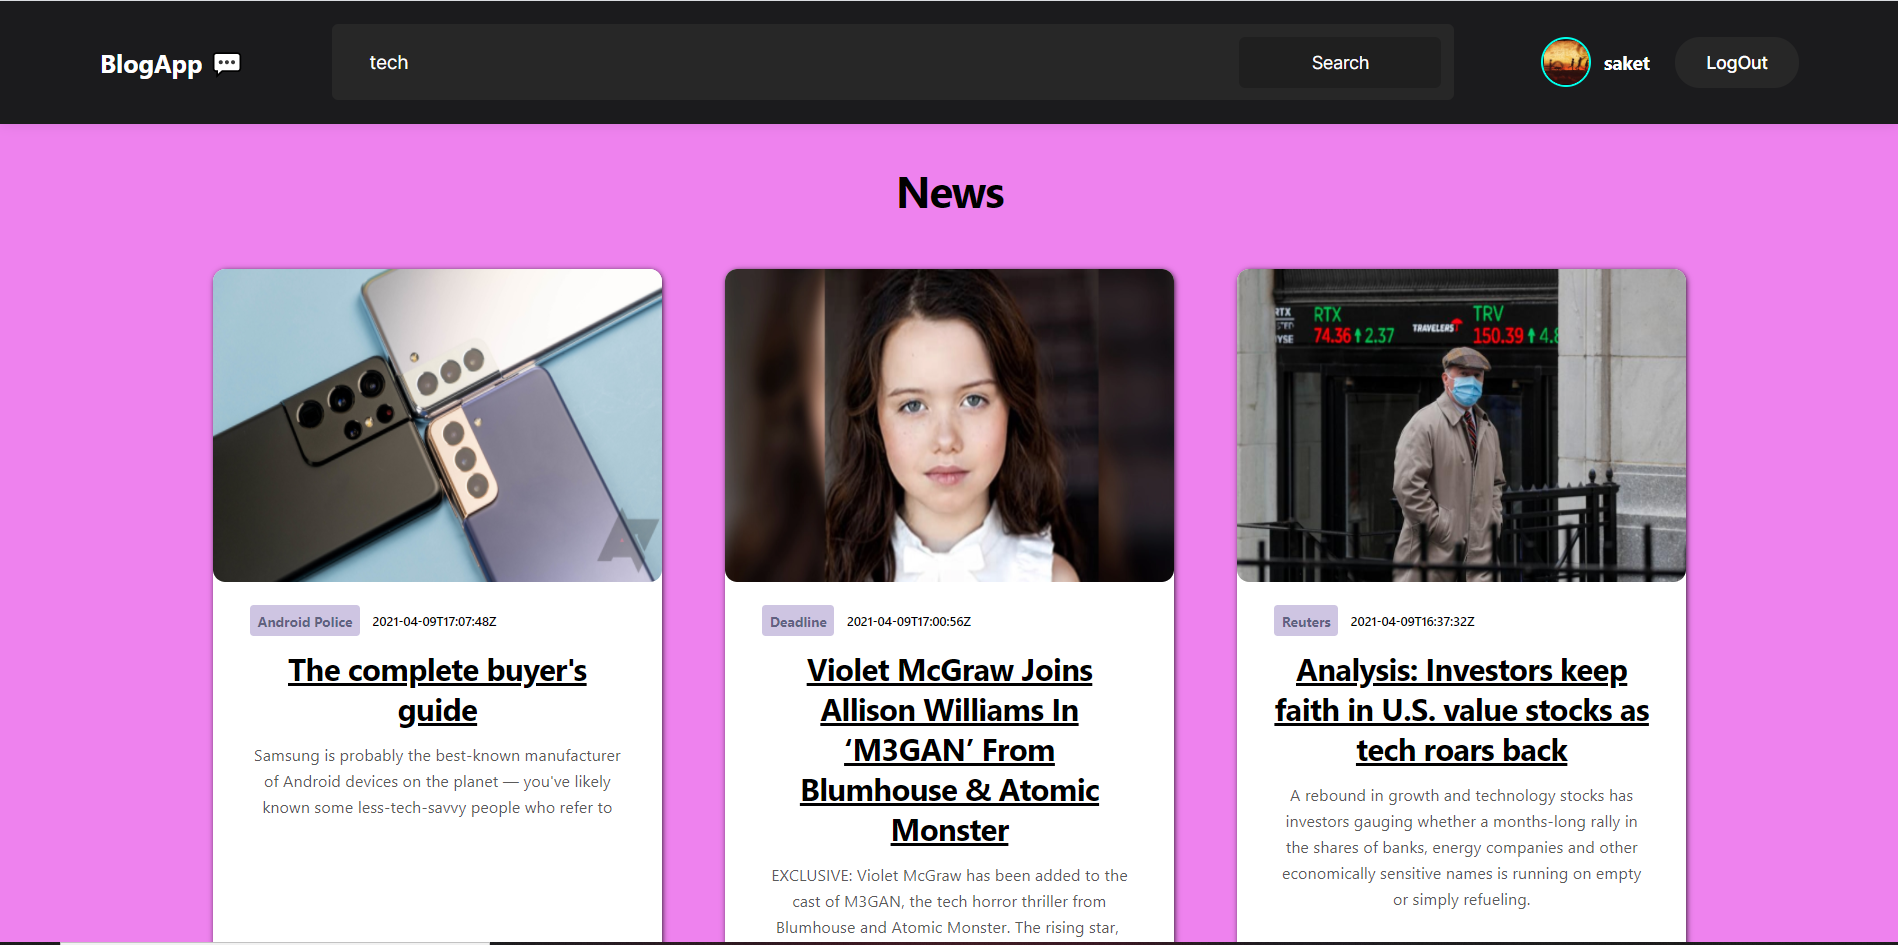 BlogApp
tech
Search
saket
LogOut
News
RTX
74.36 2.37
TRAVELERS
TRV
150.39 4.8
RTX
YSE
Android Police 2021-04-09T17:07:48Z
The complete buyer's
guide
Samsung is probably the best-known manufacturer
of Android devices on the planet — you've likely
known some less-tech-savvy people who refer to
Deadline 2021-04-09T17:00:56Z
Violet McGraw Joins
Allison Williams In
‘M3GAN’ From
Blumhouse & Atomic
Monster
EXCLUSIVE: Violet McGraw has been added to the
cast of M3GAN, the tech horror thriller from
Blumhouse and Atomic Monster. The rising star,
Reuters 2021-04-09T16:37:32Z
Analysis: Investors keep
faith in U.S. value stocks as
tech roars back
A rebound in growth and technology stocks has
investors gauging whether a months-long rally in
the shares of banks, energy companies and other
economically sensitive names is running on empty
or simply refueling.